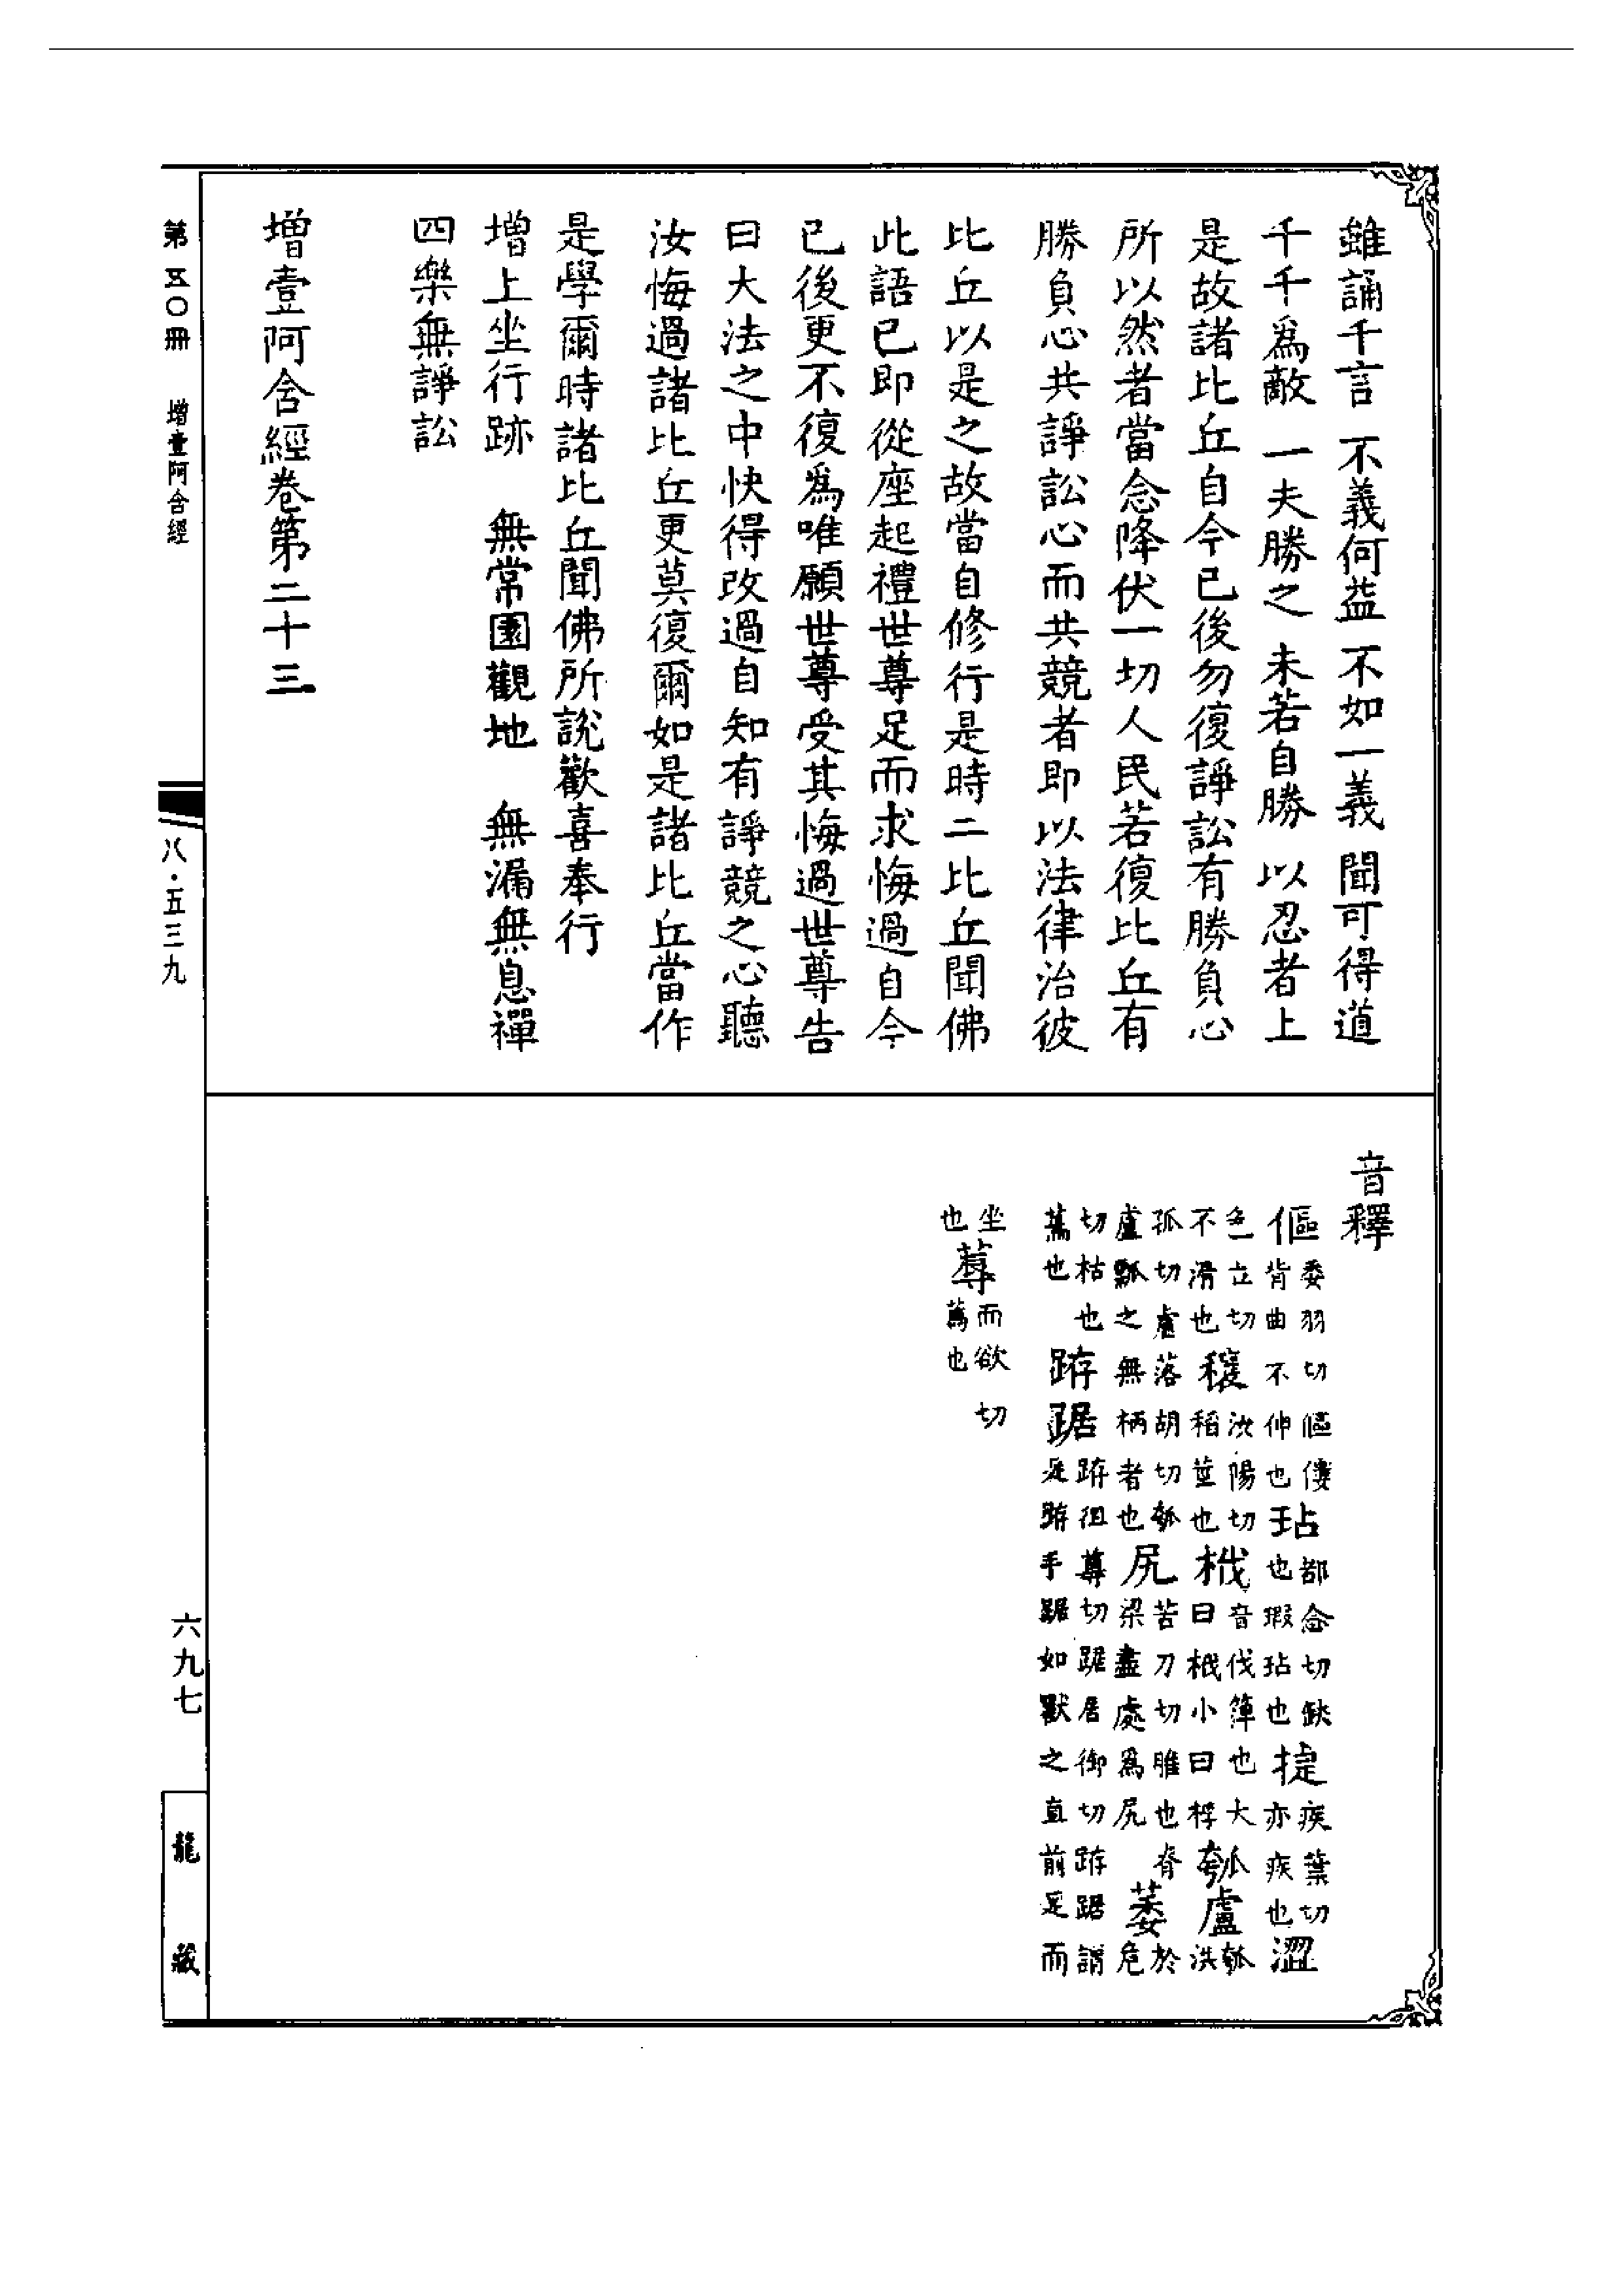 雖誦千言　不義何益　不如一義　聞可得道
千千爲敵　一夫勝之　未若自勝　以忍者上
是故諸比丘自今已後勿復諍訟有勝負心
所以然者當念降伏一切人民若復比丘有
勝負心共諍訟心而共競者即以法律治彼
比丘以是之故當自修行是時二比丘聞佛
此語已即從座起禮世尊足而求悔過自今
已後更不復爲唯願世尊受其悔過世尊告
曰大法之中快得改過自知有諍競之心聽
汝悔過諸比丘更莫復爾如是諸比丘當作
是學爾時諸比丘聞佛所説歡喜奉行
增上坐行跡　無常園觀地　無漏無息禪
四樂無諍訟
增壹阿含經卷第二十三
音釋
傴委羽切傴僂背曲不伸也玷都念切缺也瑕玷也㨗疾葉切亦疾也澀
色立切不滑也穰汝陽切稻莖也栰音伐簰也大曰栰小曰桴瓠盧瓠洪
孤切盧落胡切瓠盧瓢之無柄者也尻苦刀切脽也脊梁盡處爲尻萎於危
切枯也蔫也踆踞踆徂尊切踞居御切踆踞謂足踆手踞如獸之直前足而
坐也蓐而欲切薦也
第五〇冊　增壹阿含經
八·五三九
六九七
龍藏